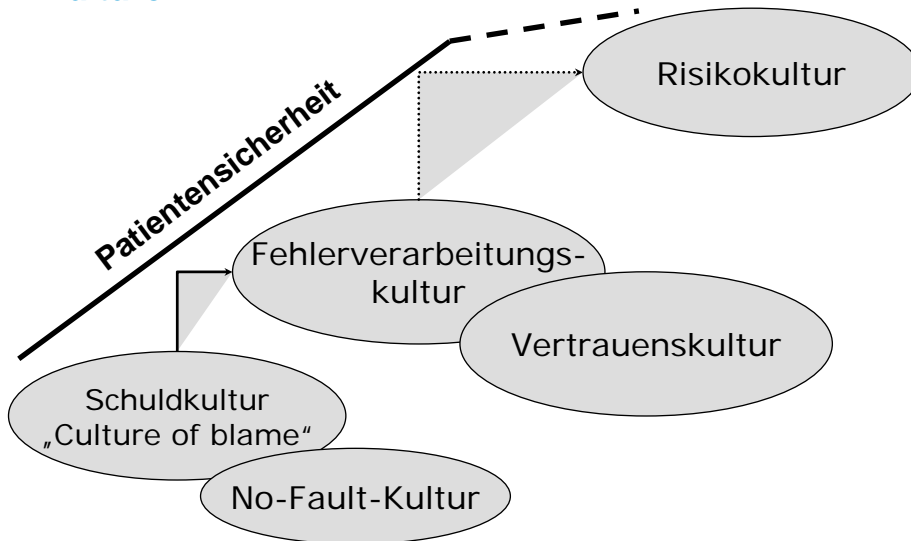 Risikokultur
Patientensicherheit
Fehlerverarbeitungs-
kultur
Vertrauenskultur
Schuldkultur
„Culture of blame“
No-Fault-Kultur